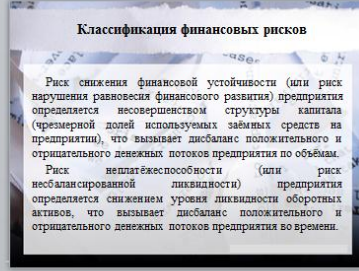 Классификация финансовых рисков
Риск снижения финансовой устойчивости (или риск
нарушения равновесия финансового развития) предприятия
определяется несовершенством структуры капитала
(чрезмерной долей используемых заёмных средств на
предприятии), что вызывает дисбаланс положительного и
отрицательного денежных потоков предприятия по объёмам.
Риск неплатёжеспособности (или риск
несбалансированной ликвидности) предприятия
определяется снижением уровня ликвидности оборотных
активов, что вызывает дисбаланс положительного и
отрицательного денежных потоков предприятия во времени.